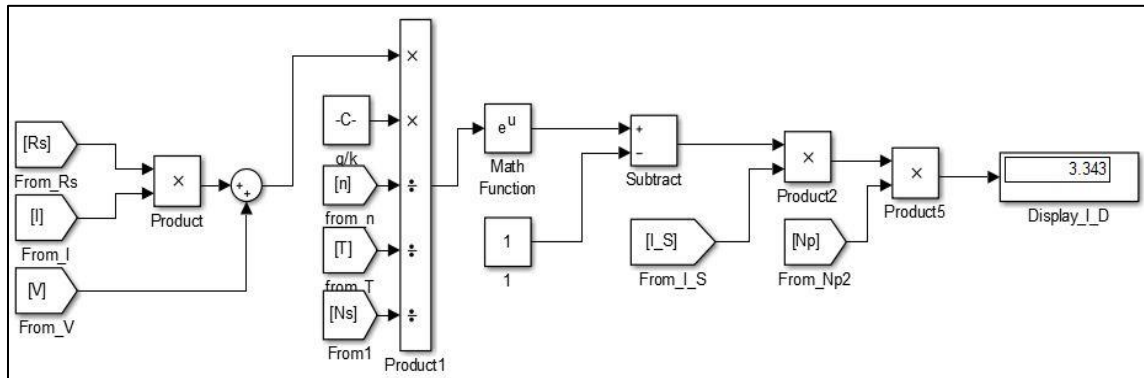 [Rs]
From_Rs
[I]
From_I
[V]
From_V
×
Product
+
+
-C-
q/k
[n]
from_n
[T]
from_T
[Ns]
From1
×
×
÷
÷
÷
Product1
e^u
Math
Function
1
1
+
−
Subtract
[I_S]
From_I_S
×
Product2
[Np]
From_Np2
×
Product5
3.343
Display_I_D